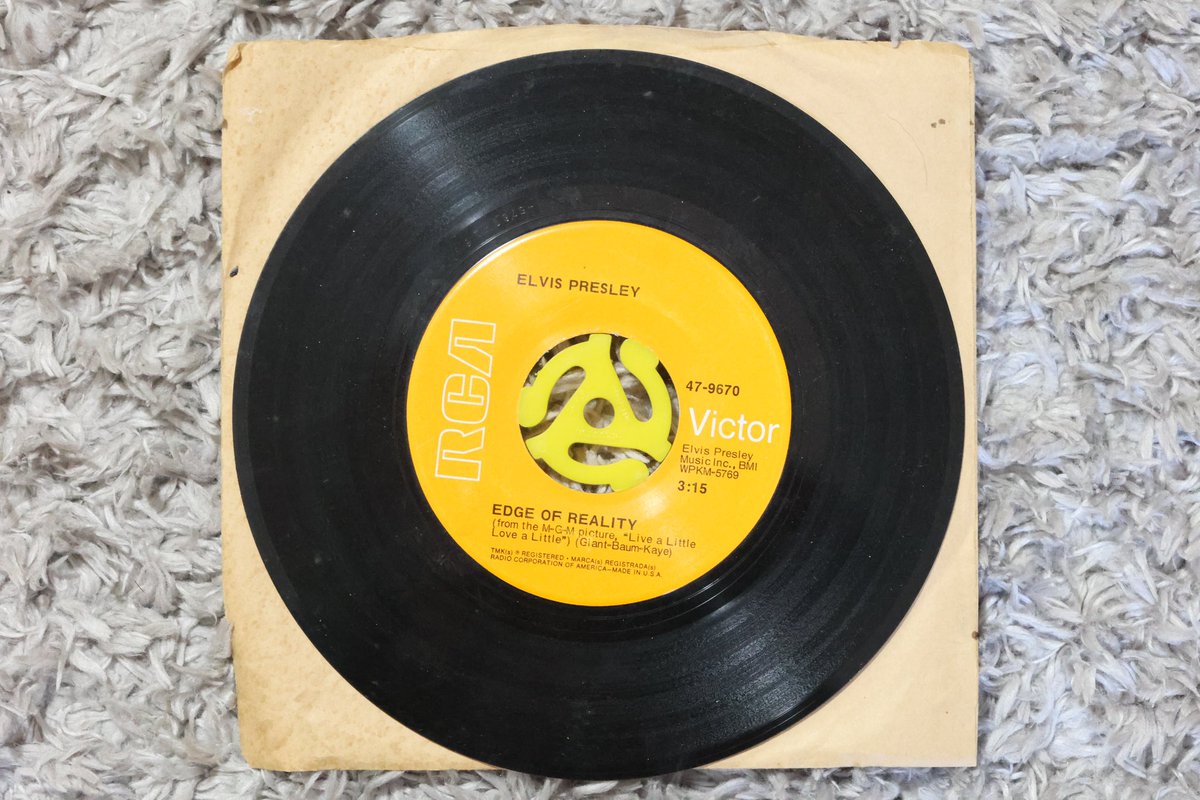 ELVIS PRESLEY
RCA
47-9670
Victor
Elvis Presley
Music Inc., BMI
WPKM-5769
3:15
EDGE OF REALITY
(from the M-G-M picture, "Live a Little
Love a Little") (Giant-Baum-Kaye)
TMK(s) ® REGISTERED • MARCA(s) REGISTRADA(s)
RADIO CORPORATION OF AMERICA—MADE IN U.S.A.